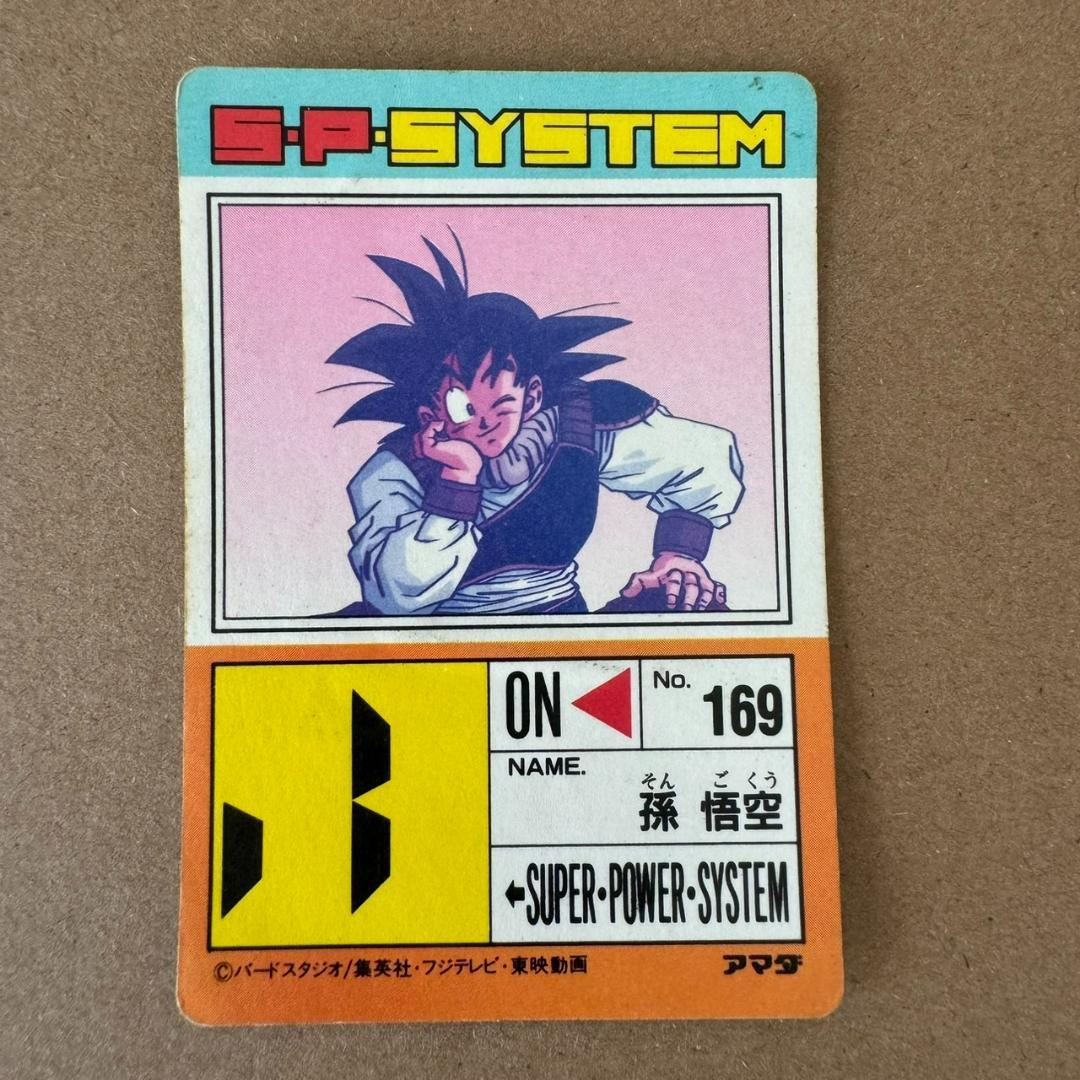 S·P·SYSTEM
ON
No.
169
NAME.
そん ご くう
孫 悟空
←SUPER·POWER·SYSTEM
©バードスタジオ/集英社・フジテレビ・東映動画
アマダ